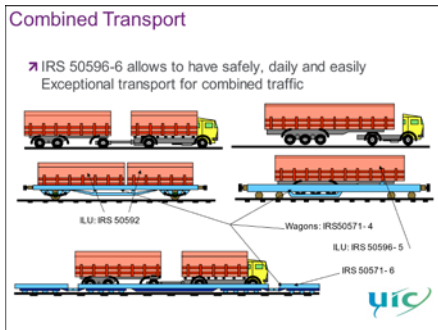 Combined Transport
IRS 50596-6 allows to have safely, daily and easily
Exceptional transport for combined traffic
ILU: IRS 50592
Wagons: IRS50571- 4
ILU: IRS 50596- 5
IRS 50571- 6
uic